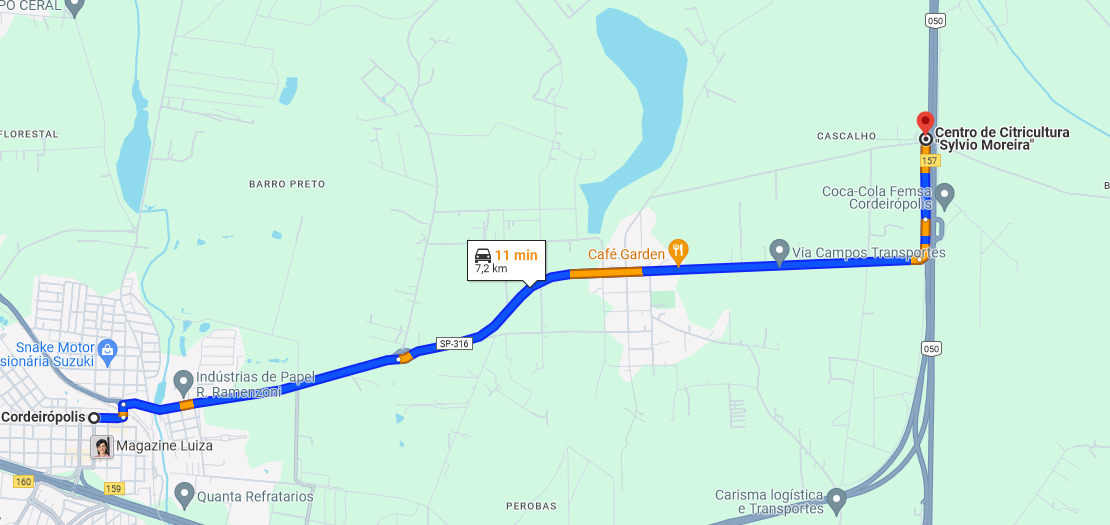 PO CERAL
050
FLORESTAL
CASCALHO
Centro de Citricultura
"Sylvio Moreira"
157
BARRO PRETO
Coca-Cola Femsa
Cordeirópolis
11 min
7,2 km
Café Garden
Via Campos Transportes
SP-316
050
Snake Motor
sionária Suzuki
Indústrias de Papel
R. Ramenzoni
Cordeirópolis
Magazine Luiza
160
159
Quanta Refratarios
PEROBAS
Carisma logística
e Transportes
B